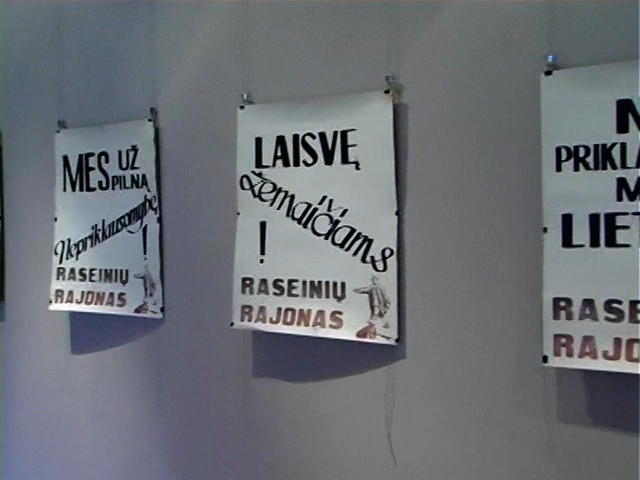 MES UŽ
PILNĄ
Nepriklausomybę
!
RASEINIŲ
RAJONAS
LAISVĘ
Žemaičiams
!
RASEINIŲ
RAJONAS
N
PRIKLA
M
LIET
RASE
RAJO